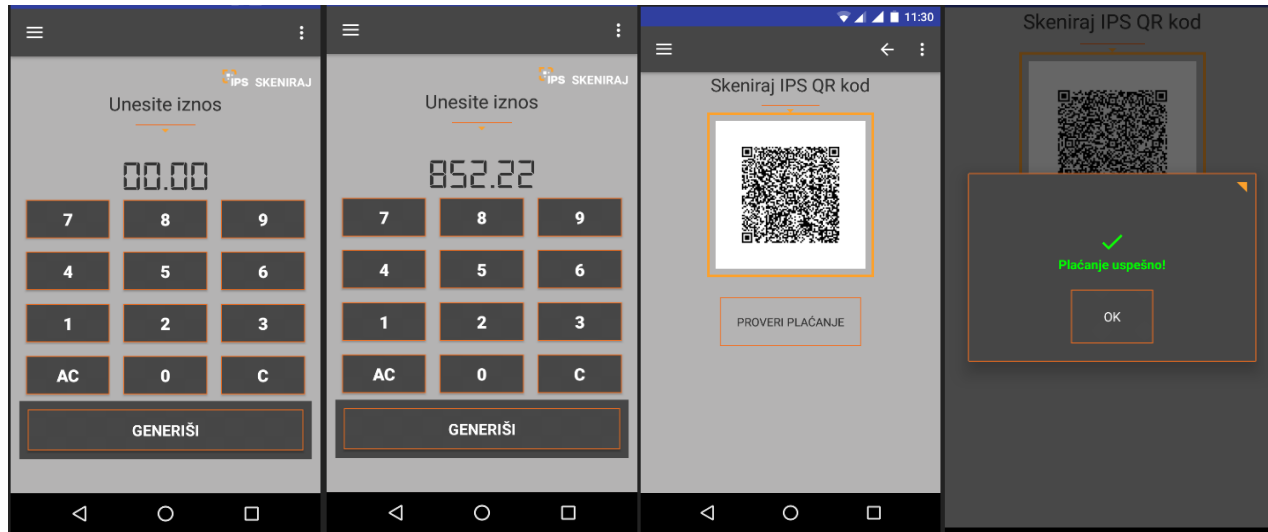 IPS SKENIRAJ
Unesite iznos
00.00
7 8 9
4 5 6
1 2 3
AC 0 C
GENERIŠI
IPS SKENIRAJ
Unesite iznos
852.22
7 8 9
4 5 6
1 2 3
AC 0 C
GENERIŠI
11:30
Skeniraj IPS QR kod
PROVERI PLAĆANJE
Skeniraj IPS QR kod
Plaćanje uspešno!
OK